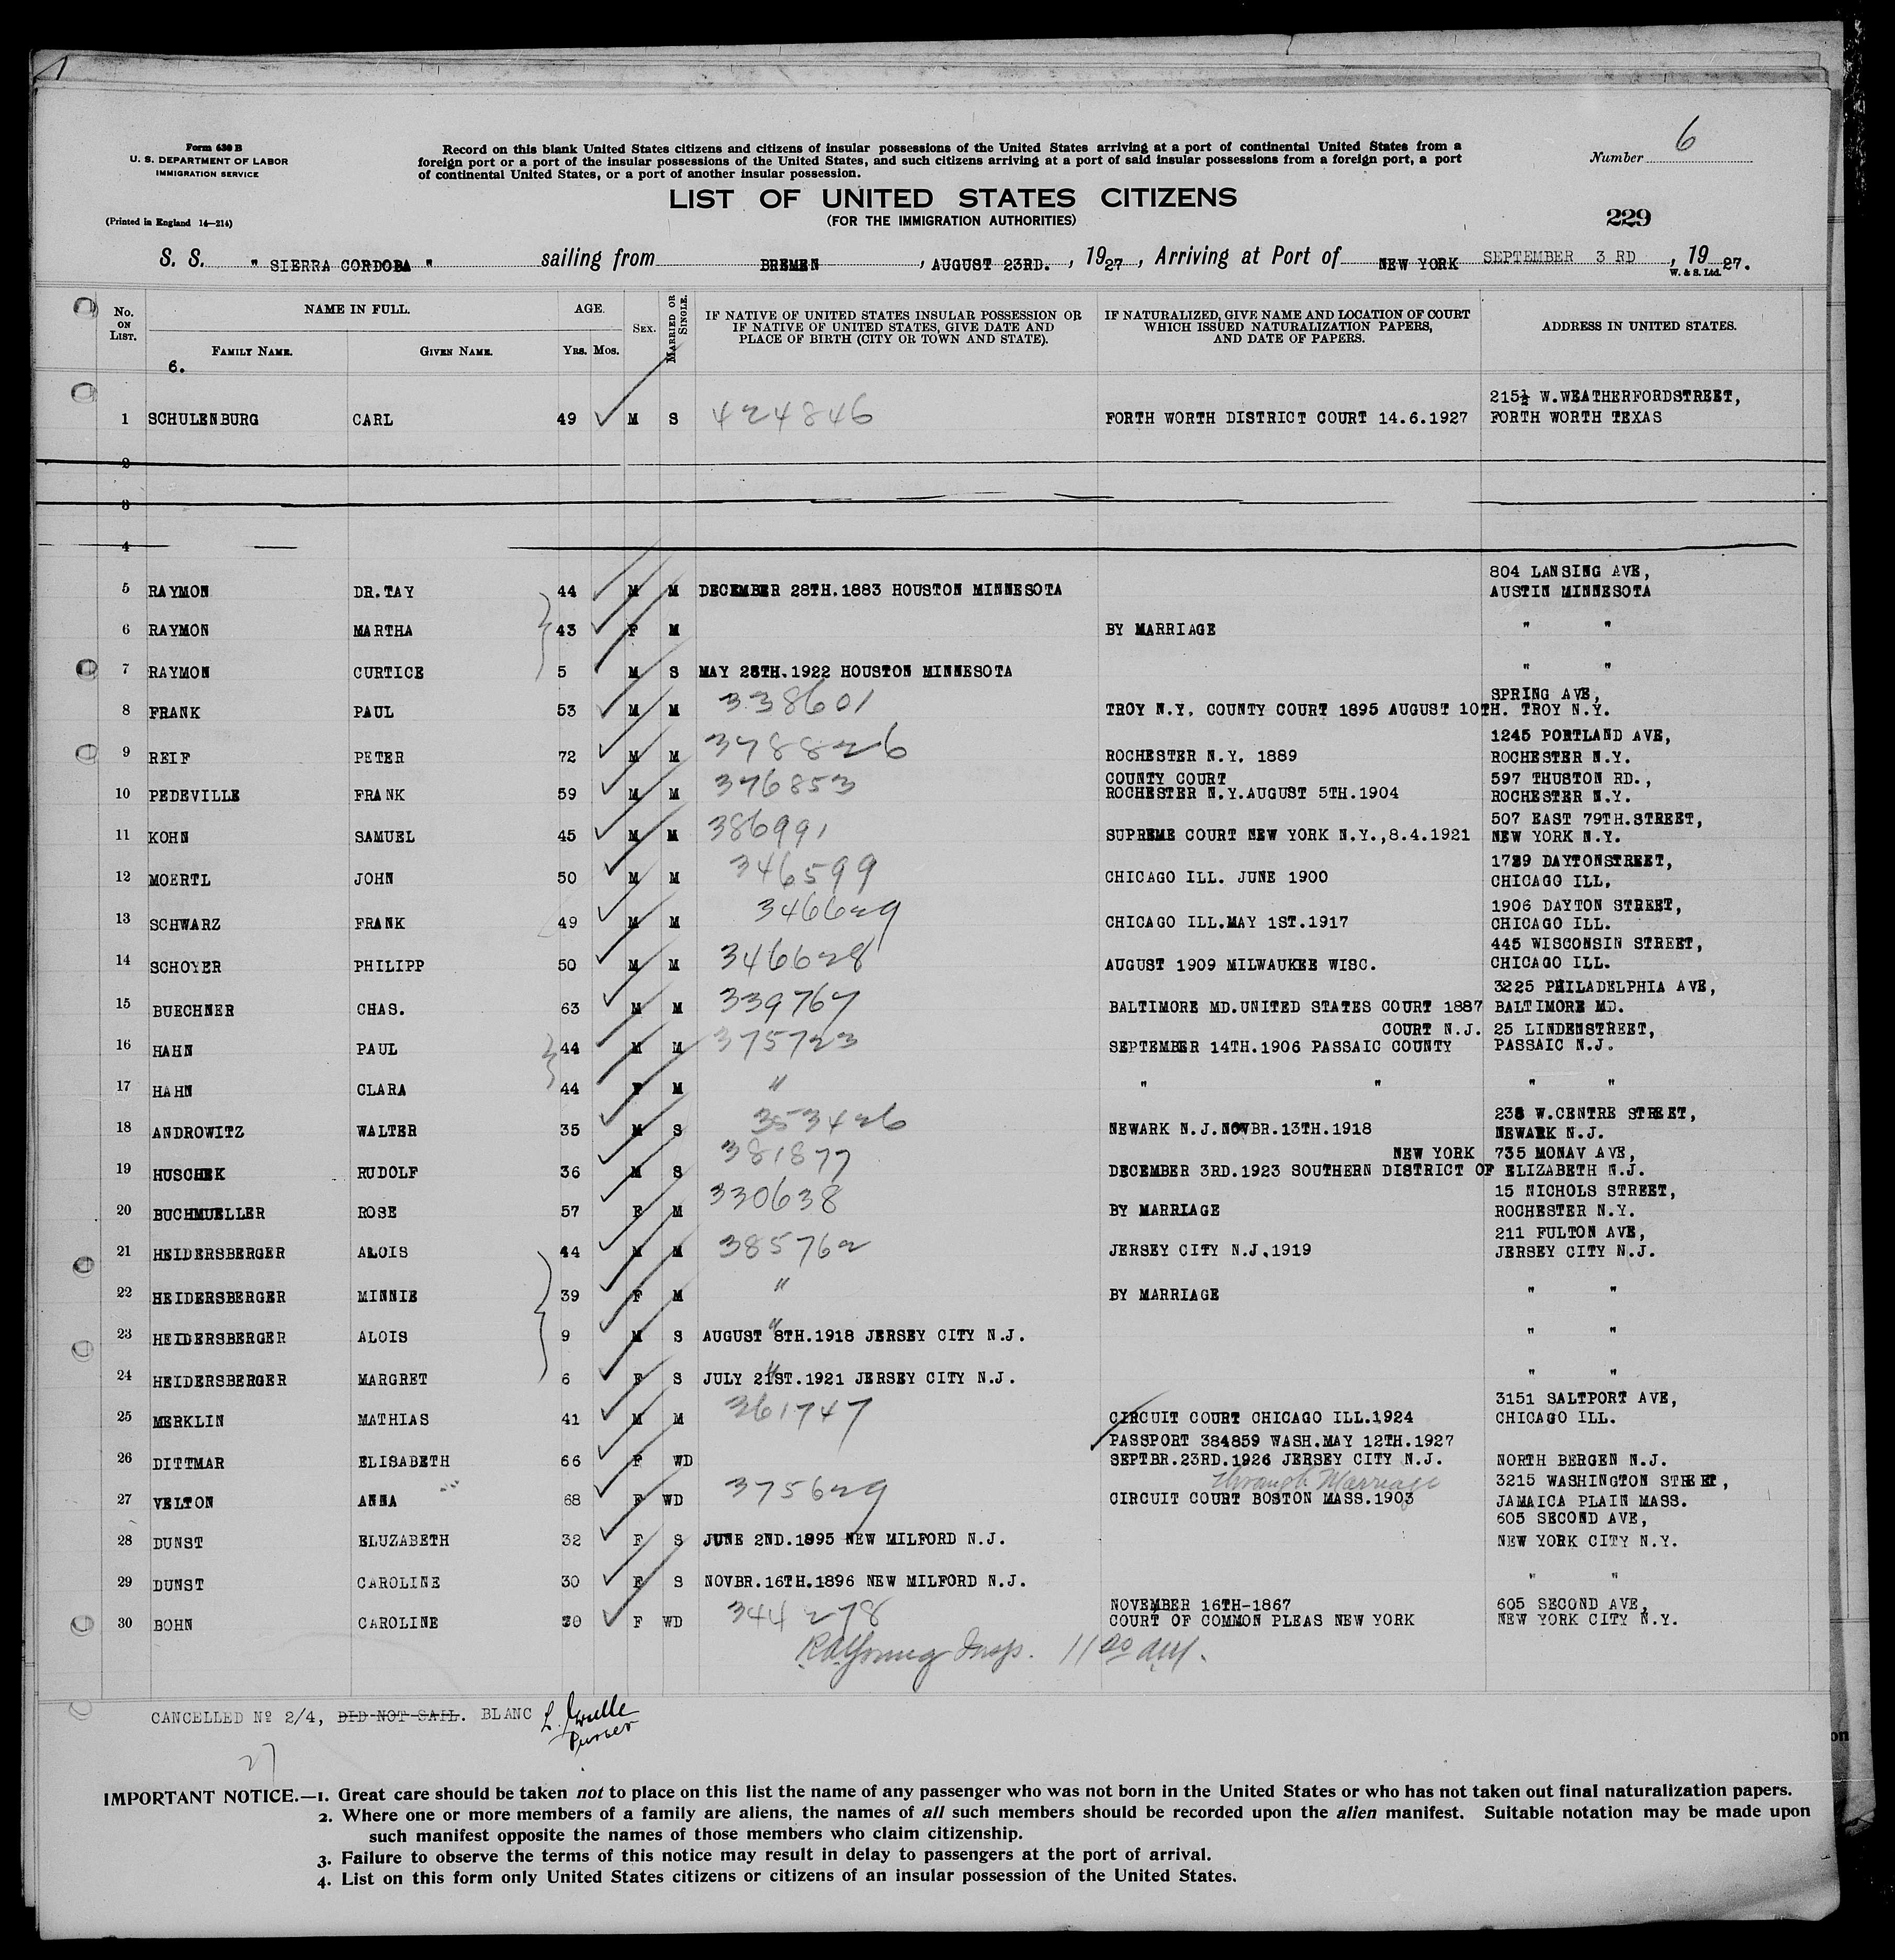 Form 630 B
U. S. DEPARTMENT OF LABOR
IMMIGRATION SERVICE
(Printed in England 14—214)
Record on this blank United States citizens and citizens of insular possessions of the United States arriving at a port of continental United States from a
foreign port or a port of the insular possessions of the United States, and such citizens arriving at a port of said insular possessions from a foreign port, a port
of continental United States, or a port of another insular possession.
Number 6
LIST OF UNITED STATES CITIZENS
(FOR THE IMMIGRATION AUTHORITIES)
229
S. S. " SIERRA CORDOBA " sailing from BREMEN , AUGUST 23RD. , 1927 , Arriving at Port of NEW YORK SEPTEMBER 3 RD , 1927.
W. & S. Ltd.
No. ON LIST. NAME IN FULL. AGE. SEX. MARRIED OR SINGLE. IF NATIVE OF UNITED STATES INSULAR POSSESSION OR IF NATIVE OF UNITED STATES, GIVE DATE AND PLACE OF BIRTH (CITY OR TOWN AND STATE). IF NATURALIZED, GIVE NAME AND LOCATION OF COURT WHICH ISSUED NATURALIZATION PAPERS, AND DATE OF PAPERS. ADDRESS IN UNITED STATES.
FAMILY NAME. GIVEN NAME. YRS. MOS.
6.
215½ W.WEATHERFORDSTREET,
1 SCHULENBURG CARL 49 M S 424846 FORTH WORTH DISTRICT COURT 14.6.1927 FORTH WORTH TEXAS
2
3
4
804 LANSING AVE,
5 RAYMON DR.TAY 44 M M DECEMBER 28TH.1883 HOUSTON MINNESOTA AUSTIN MINNESOTA
6 RAYMON MARTHA 43 F M BY MARRIAGE " "
7 RAYMON CURTICE 5 M S MAY 28TH.1922 HOUSTON MINNESOTA " "
SPRING AVE,
8 FRANK PAUL 53 M M 338601 TROY N.Y. COUNTY COURT 1895 AUGUST 10TH. TROY N.Y.
1245 PORTLAND AVE,
9 REIF PETER 72 M M 378826 ROCHESTER N.Y. 1889 ROCHESTER N.Y.
COUNTY COURT 597 THUSTON RD.,
10 PEDEVILLE FRANK 59 M M 376853 ROCHESTER N.Y.AUGUST 5TH.1904 ROCHESTER N.Y.
507 EAST 79TH.STREET,
11 KOHN SAMUEL 45 M M 386991 SUPREME COURT NEW YORK N.Y.,8.4.1921 NEW YORK N.Y.
1729 DAYTONSTREET,
12 MOERTL JOHN 50 M M 346599 CHICAGO ILL. JUNE 1900 CHICAGO ILL.
1906 DAYTON STREET,
13 SCHWARZ FRANK 49 M M 346629 CHICAGO ILL.MAY 1ST.1917 CHICAGO ILL.
445 WISCONSIN STREET,
14 SCHOYER PHILIPP 50 M M 346628 AUGUST 1909 MILWAUKEE WISC. CHICAGO ILL.
3225 PHILADELPHIA AVE,
15 BUECHNER CHAS. 63 M M 339767 BALTIMORE MD.UNITED STATES COURT 1887 BALTIMORE MD.
COURT N.J. 25 LINDENSTREET,
16 HAHN PAUL 44 M M 375723 SEPTEMBER 14TH.1906 PASSAIC COUNTY PASSAIC N.J.
17 HAHN CLARA 44 F M " " " " "
238 W.CENTRE STREET,
18 ANDROWITZ WALTER 35 M S 353426 NEWARK N.J.NOVBR.13TH.1918 NEWARK N.J.
NEW YORK 735 MONAV AVE,
19 HUSCHEK RUDOLF 36 M S 381877 DECEMBER 3RD.1923 SOUTHERN DISTRICT OF ELIZABETH N.J.
15 NICHOLS STREET,
20 BUCHMUELLER ROSE 57 F M 330638 BY MARRIAGE ROCHESTER N.Y.
211 FULTON AVE,
21 HEIDERSBERGER ALOIS 44 M M 385762 JERSEY CITY N.J.1919 JERSEY CITY N.J.
22 HEIDERSBERGER MINNIE 39 F M " BY MARRIAGE " "
23 HEIDERSBERGER ALOIS 9 M S AUGUST 8TH.1918 JERSEY CITY N.J. " "
24 HEIDERSBERGER MARGRET 6 F S JULY 21ST.1921 JERSEY CITY N.J. " "
3151 SALTPORT AVE,
25 MERKLIN MATHIAS 41 M M 361747 CIRCUIT COURT CHICAGO ILL.1924 CHICAGO ILL.
PASSPORT 384859 WASH.MAY 12TH.1927
26 DITTMAR ELISABETH 66 F WD SEPTBR.23RD.1926 JERSEY CITY N.J. NORTH BERGEN N.J.
through Marriage 3215 WASHINGTON STREET,
27 VELTON ANNA 68 F WD 375629 CIRCUIT COURT BOSTON MASS.1903 JAMAICA PLAIN MASS.
605 SECOND AVE,
28 DUNST ELUZABETH 32 F S JUNE 2ND.1895 NEW MILFORD N.J. NEW YORK CITY N.Y.
29 DUNST CAROLINE 30 F S NOVBR.16TH.1896 NEW MILFORD N.J. " "
NOVEMBER 16TH-1867 605 SECOND AVE,
30 BOHN CAROLINE F WD 344278 COURT OF COMMON PLEAS NEW YORK NEW YORK CITY N.Y.
Insp. 11 00 am.
CANCELLED Nº 2/4, DID NOT SAIL. BLANC
Purser
27
IMPORTANT NOTICE.—1. Great care should be taken not to place on this list the name of any passenger who was not born in the United States or who has not taken out final naturalization papers.
2. Where one or more members of a family are aliens, the names of all such members should be recorded upon the alien manifest. Suitable notation may be made upon
such manifest opposite the names of those members who claim citizenship.
3. Failure to observe the terms of this notice may result in delay to passengers at the port of arrival.
4. List on this form only United States citizens or citizens of an insular possession of the United States.